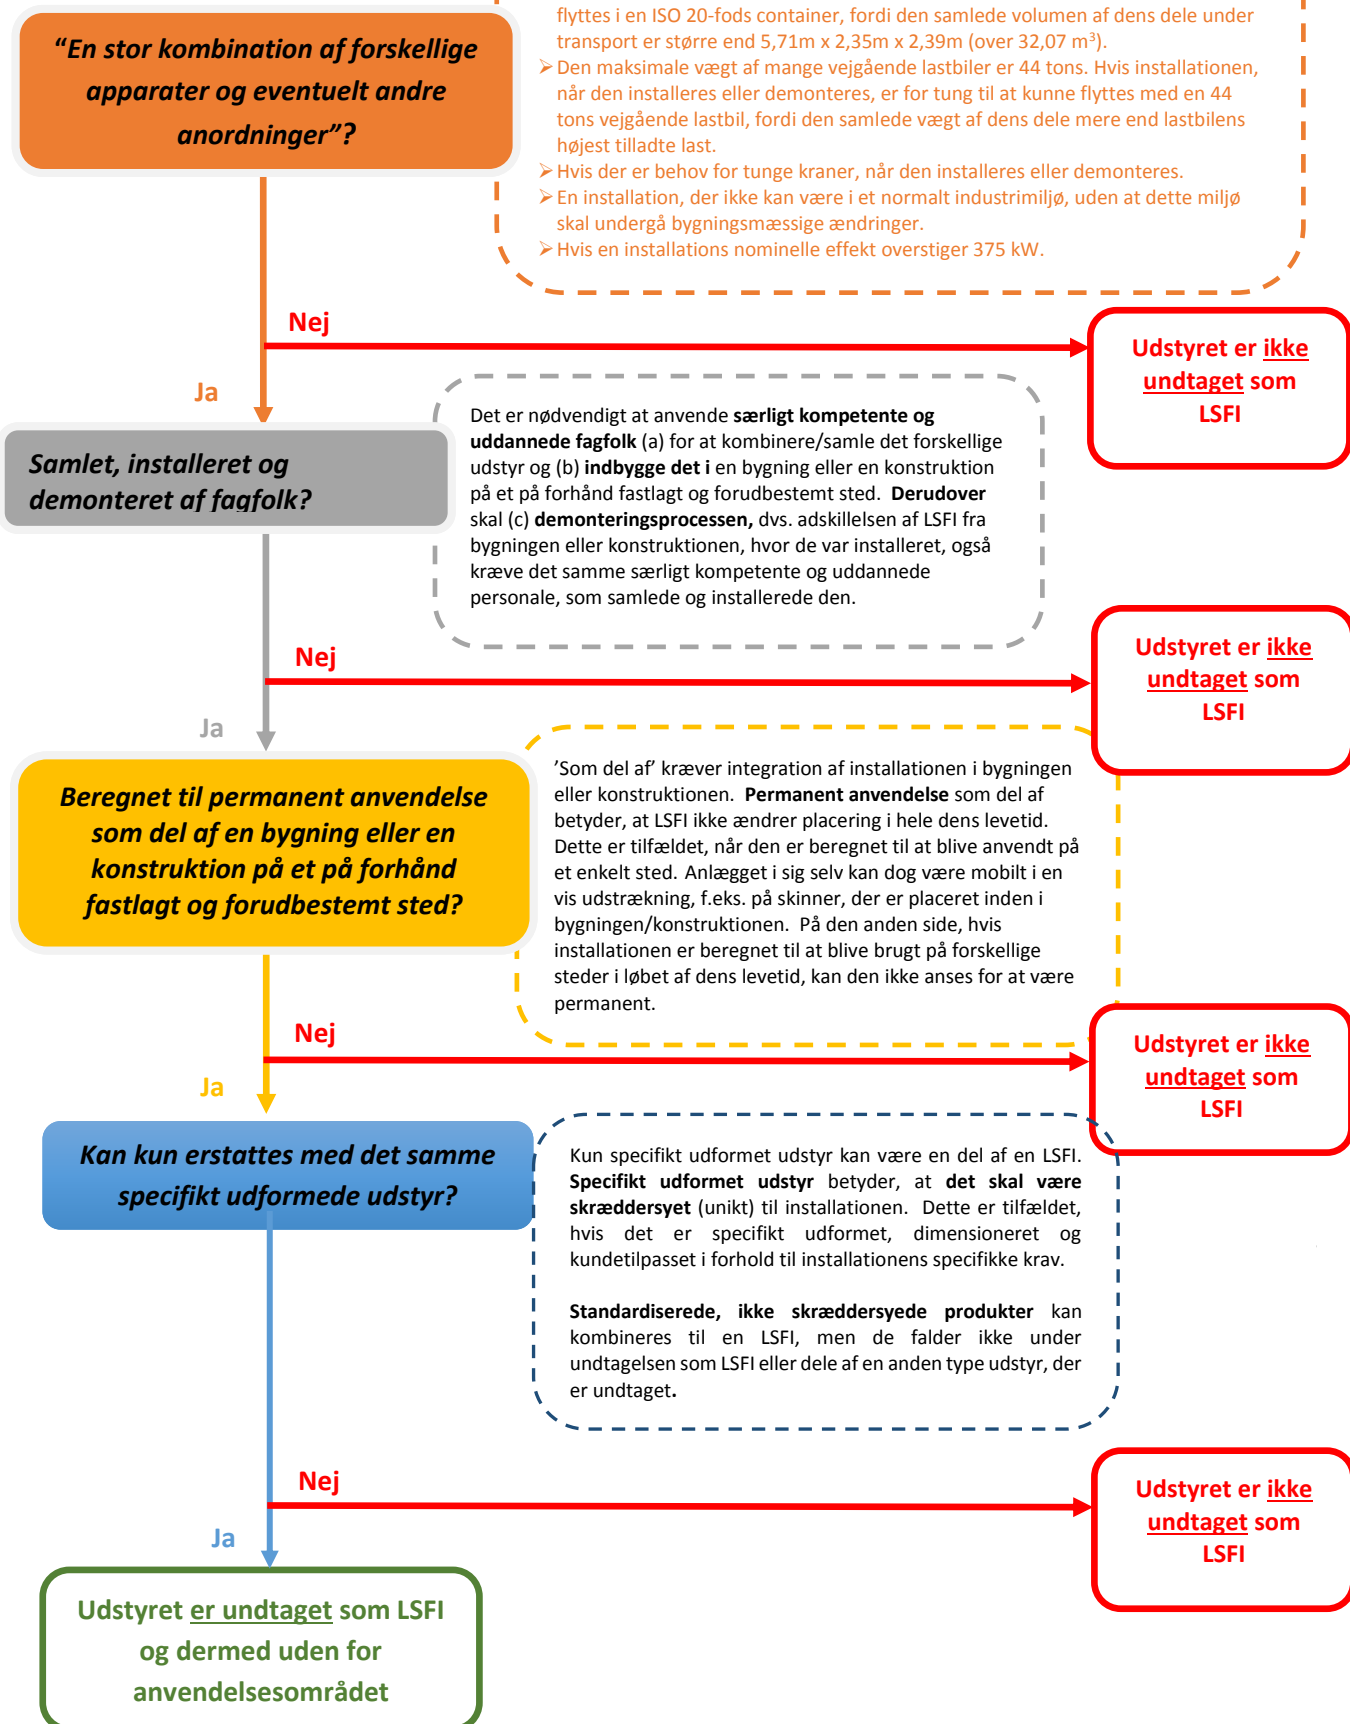 flyttes i en ISO 20-fods container, fordi den samlede volumen af dens dele under
transport er større end 5,71m x 2,35m x 2,39m (over 32,07 m³).
➢ Den maksimale vægt af mange vejgående lastbiler er 44 tons. Hvis installationen,
når den installeres eller demonteres, er for tung til at kunne flyttes med en 44
tons vejgående lastbil, fordi den samlede vægt af dens dele mere end lastbilens
højest tilladte last.
➢ Hvis der er behov for tunge kraner, når den installeres eller demonteres.
➢ En installation, der ikke kan være i et normalt industrimiljø, uden at dette miljø
skal undergå bygningsmæssige ændringer.
➢ Hvis en installations nominelle effekt overstiger 375 kW.
“En stor kombination af forskellige
apparater og eventuelt andre
anordninger”?
Nej
Udstyret er ikke
undtaget som
LSFI
Ja
Samlet, installeret og
demonteret af fagfolk?
Det er nødvendigt at anvende særligt kompetente og
uddannede fagfolk (a) for at kombinere/samle det forskellige
udstyr og (b) indbygge det i en bygning eller en konstruktion
på et på forhånd fastlagt og forudbestemt sted. Derudover
skal (c) demonteringsprocessen, dvs. adskillelsen af LSFI fra
bygningen eller konstruktionen, hvor de var installeret, også
kræve det samme særligt kompetente og uddannede
personale, som samlede og installerede den.
Nej
Udstyret er ikke
undtaget som
LSFI
Ja
Beregnet til permanent anvendelse
som del af en bygning eller en
konstruktion på et på forhånd
fastlagt og forudbestemt sted?
’Som del af’ kræver integration af installationen i bygningen
eller konstruktionen. Permanent anvendelse som del af
betyder, at LSFI ikke ændrer placering i hele dens levetid.
Dette er tilfældet, når den er beregnet til at blive anvendt på
et enkelt sted. Anlægget i sig selv kan dog være mobilt i en
vis udstrækning, f.eks. på skinner, der er placeret inden i
bygningen/konstruktionen. På den anden side, hvis
installationen er beregnet til at blive brugt på forskellige
steder i løbet af dens levetid, kan den ikke anses for at være
permanent.
Nej
Udstyret er ikke
undtaget som
LSFI
Ja
Kan kun erstattes med det samme
specifikt udformede udstyr?
Kun specifikt udformet udstyr kan være en del af en LSFI.
Specifikt udformet udstyr betyder, at det skal være
skræddersyet (unikt) til installationen. Dette er tilfældet,
hvis det er specifikt udformet, dimensioneret og
kundetilpasset i forhold til installationens specifikke krav.
Standardiserede, ikke skræddersyede produkter kan
kombineres til en LSFI, men de falder ikke under
undtagelsen som LSFI eller dele af en anden type udstyr, der
er undtaget.
Nej
Udstyret er ikke
undtaget som
LSFI
Ja
Udstyret er undtaget som LSFI
og dermed uden for
anvendelsesområdet